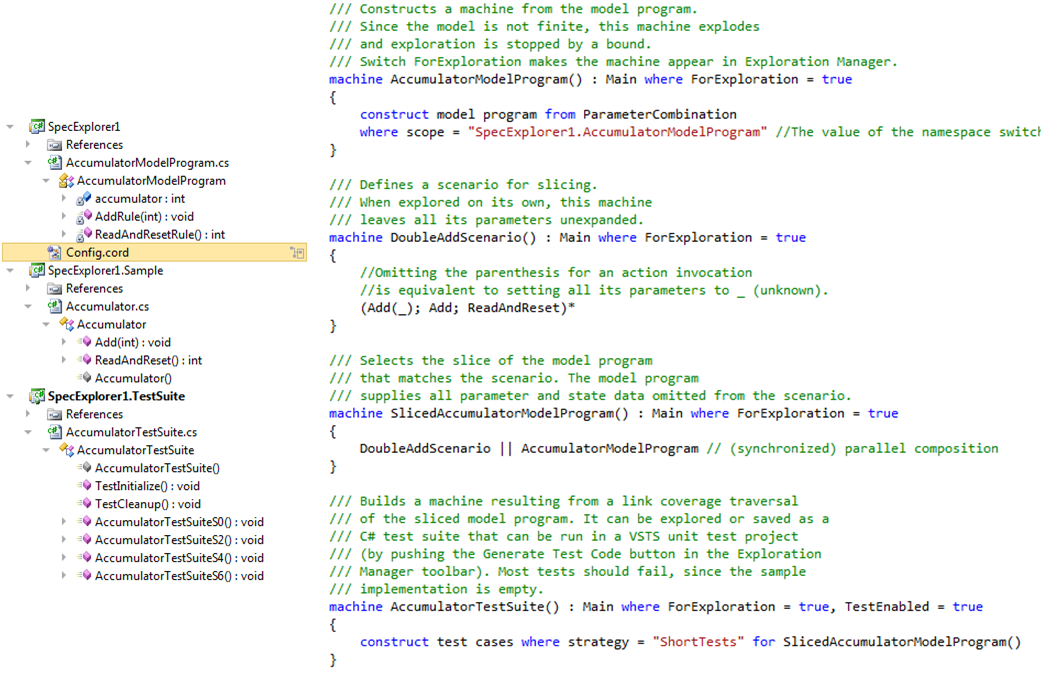 SpecExplorer1
References
AccumulatorModelProgram.cs
AccumulatorModelProgram
accumulator : int
AddRule(int) : void
ReadAndResetRule() : int
Config.cord
SpecExplorer1.Sample
References
Accumulator.cs
Accumulator
Add(int) : void
ReadAndReset() : int
Accumulator()
SpecExplorer1.TestSuite
References
AccumulatorTestSuite.cs
AccumulatorTestSuite
AccumulatorTestSuite()
TestInitialize() : void
TestCleanup() : void
AccumulatorTestSuiteS0() : void
AccumulatorTestSuiteS2() : void
AccumulatorTestSuiteS4() : void
AccumulatorTestSuiteS6() : void
/// Constructs a machine from the model program.
/// Since the model is not finite, this machine explodes
/// and exploration is stopped by a bound.
/// Switch ForExploration makes the machine appear in Exploration Manager.
machine AccumulatorModelProgram() : Main where ForExploration = true
{
construct model program from ParameterCombination
where scope = "SpecExplorer1.AccumulatorModelProgram" //The value of the namespace switch
}
/// Defines a scenario for slicing.
/// When explored on its own, this machine
/// leaves all its parameters unexpanded.
machine DoubleAddScenario() : Main where ForExploration = true
{
//Omitting the parenthesis for an action invocation
//is equivalent to setting all its parameters to _ (unknown).
(Add(_); Add; ReadAndReset)*
}
/// Selects the slice of the model program
/// that matches the scenario. The model program
/// supplies all parameter and state data omitted from the scenario.
machine SlicedAccumulatorModelProgram() : Main where ForExploration = true
{
DoubleAddScenario || AccumulatorModelProgram // (synchronized) parallel composition
}
/// Builds a machine resulting from a link coverage traversal
/// of the sliced model program. It can be explored or saved as a
/// C# test suite that can be run in a VSTS unit test project
/// (by pushing the Generate Test Code button in the Exploration
/// Manager toolbar). Most tests should fail, since the sample
/// implementation is empty.
machine AccumulatorTestSuite() : Main where ForExploration = true, TestEnabled = true
{
construct test cases where strategy = "ShortTests" for SlicedAccumulatorModelProgram()
}